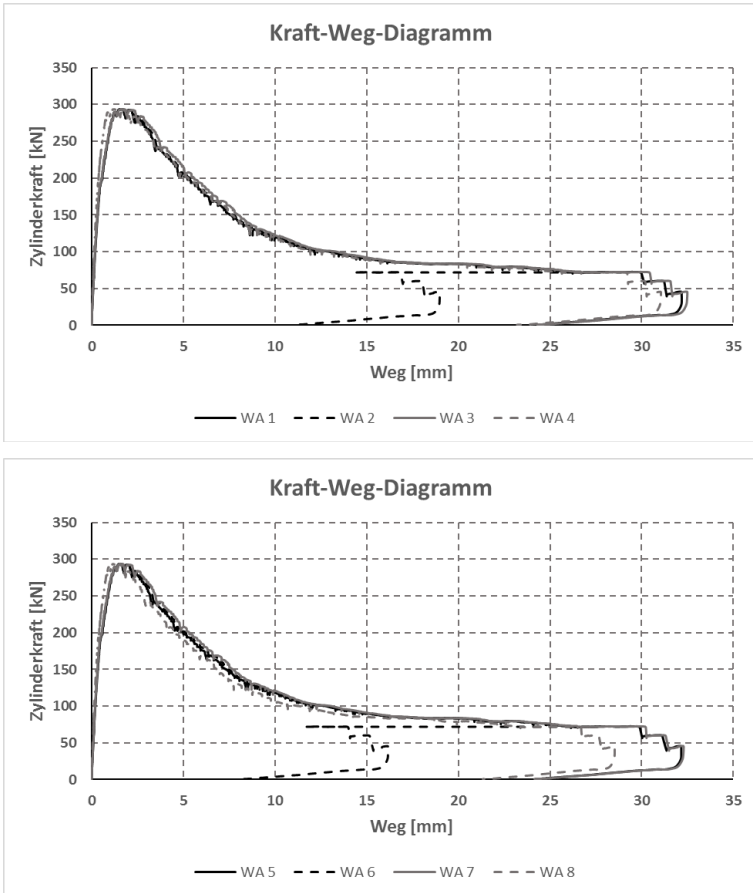 Kraft-Weg-Diagramm
350
300
250
200
150
100
50
0
Zylinderkraft [kN]
0 5 10 15 20 25 30 35
Weg [mm]
WA 1 WA 2 WA 3 WA 4
Kraft-Weg-Diagramm
350
300
250
200
150
100
50
0
Zylinderkraft [kN]
0 5 10 15 20 25 30 35
Weg [mm]
WA 5 WA 6 WA 7 WA 8